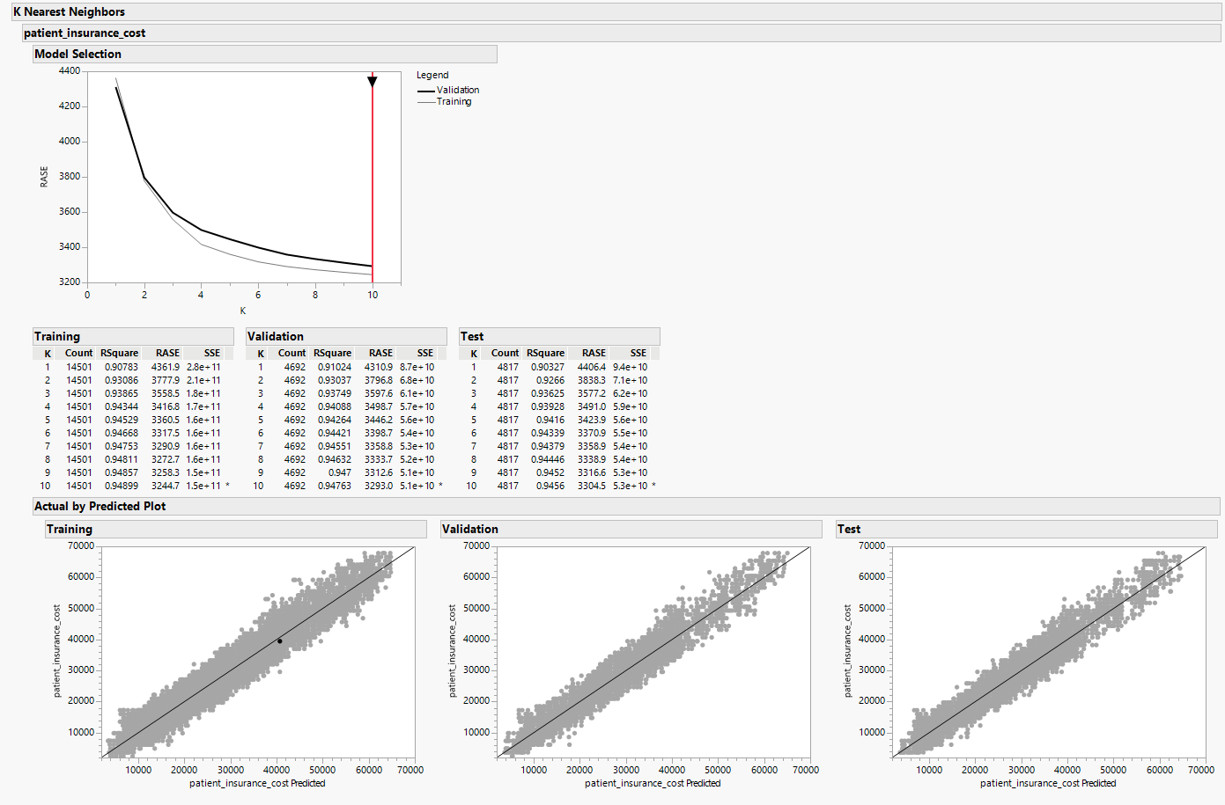 K Nearest Neighbors
patient_insurance_cost
Model Selection
4400
4200
4000
3800
3600
3400
3200
RASE
0 2 4 6 8 10
K
Legend
Validation
Training
Training
K Count RSquare RASE SSE
1 14501 0.90783 4361.9 2.8e+11
2 14501 0.93086 3777.9 2.1e+11
3 14501 0.93865 3558.5 1.8e+11
4 14501 0.94344 3416.8 1.7e+11
5 14501 0.94529 3360.5 1.6e+11
6 14501 0.94668 3317.5 1.6e+11
7 14501 0.94753 3290.9 1.6e+11
8 14501 0.94811 3272.7 1.6e+11
9 14501 0.94857 3258.3 1.5e+11
10 14501 0.94899 3244.7 1.5e+11 *
Validation
K Count RSquare RASE SSE
1 4692 0.91024 4310.9 8.7e+10
2 4692 0.93037 3796.8 6.8e+10
3 4692 0.93749 3597.6 6.1e+10
4 4692 0.94088 3498.7 5.7e+10
5 4692 0.94264 3446.2 5.6e+10
6 4692 0.94421 3398.7 5.4e+10
7 4692 0.94551 3358.8 5.3e+10
8 4692 0.94632 3333.7 5.2e+10
9 4692 0.947 3312.6 5.1e+10
10 4692 0.94763 3293.0 5.1e+10 *
Test
K Count RSquare RASE SSE
1 4817 0.90327 4406.4 9.4e+10
2 4817 0.9266 3838.3 7.1e+10
3 4817 0.93625 3577.2 6.2e+10
4 4817 0.93928 3491.0 5.9e+10
5 4817 0.9416 3423.9 5.6e+10
6 4817 0.94339 3370.9 5.5e+10
7 4817 0.94379 3358.9 5.4e+10
8 4817 0.94446 3338.9 5.4e+10
9 4817 0.9452 3316.6 5.3e+10
10 4817 0.9456 3304.5 5.3e+10 *
Actual by Predicted Plot
Training
70000
60000
50000
40000
30000
20000
10000
patient_insurance_cost
10000 20000 30000 40000 50000 60000 70000
patient_insurance_cost Predicted
Validation
70000
60000
50000
40000
30000
20000
10000
patient_insurance_cost
10000 20000 30000 40000 50000 60000 70000
patient_insurance_cost Predicted
Test
70000
60000
50000
40000
30000
20000
10000
patient_insurance_cost
10000 20000 30000 40000 50000 60000 70000
patient_insurance_cost Predicted